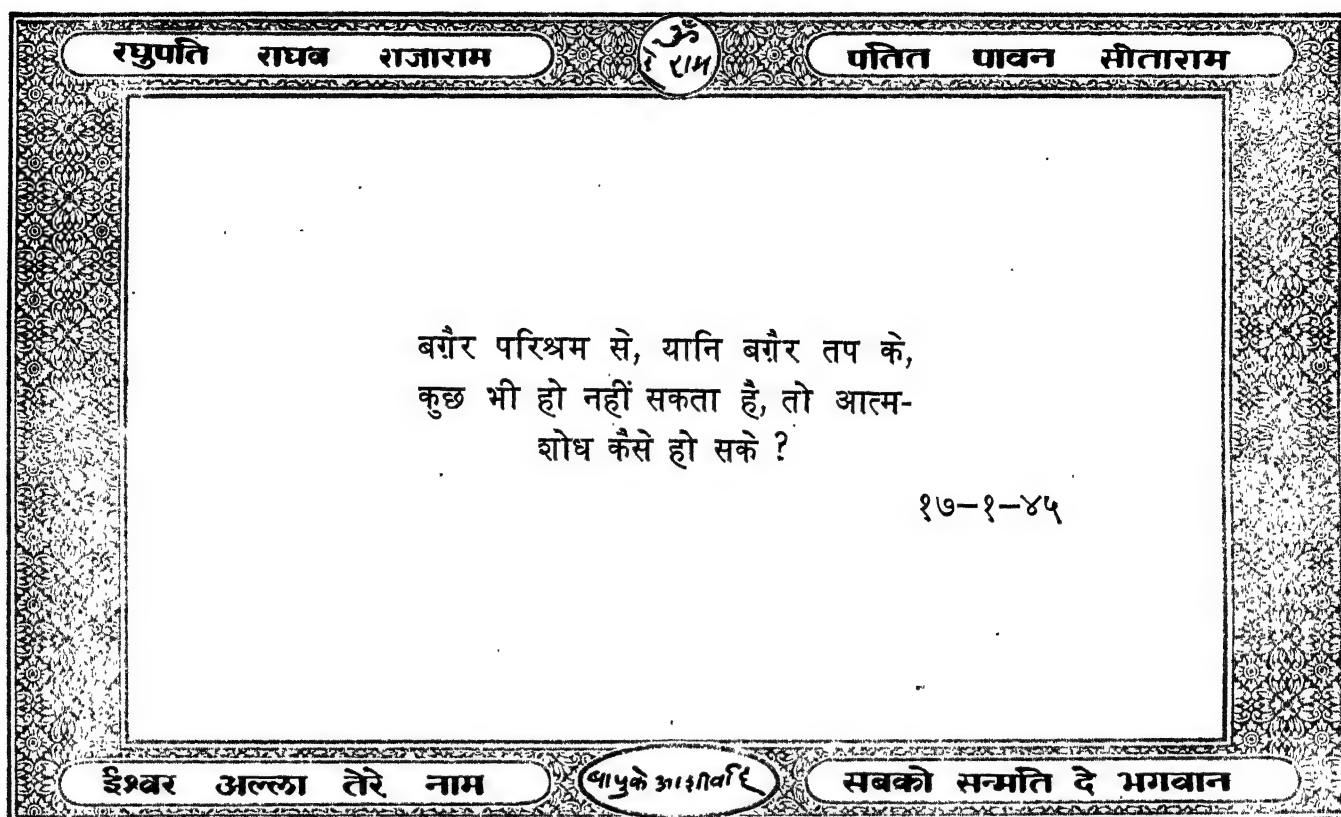 रघुपति राघव राजाराम
ॐ
हे राम
पतित पावन सीताराम
बग़ैर परिश्रम से, यानि बग़ैर तप के,
कुछ भी हो नहीं सकता है, तो आत्म-
शोध कैसे हो सके ?
१७-१-४५
ईश्वर अल्ला तेरे नाम
बापुके आशीर्वाद
सबको सन्मति दे भगवान